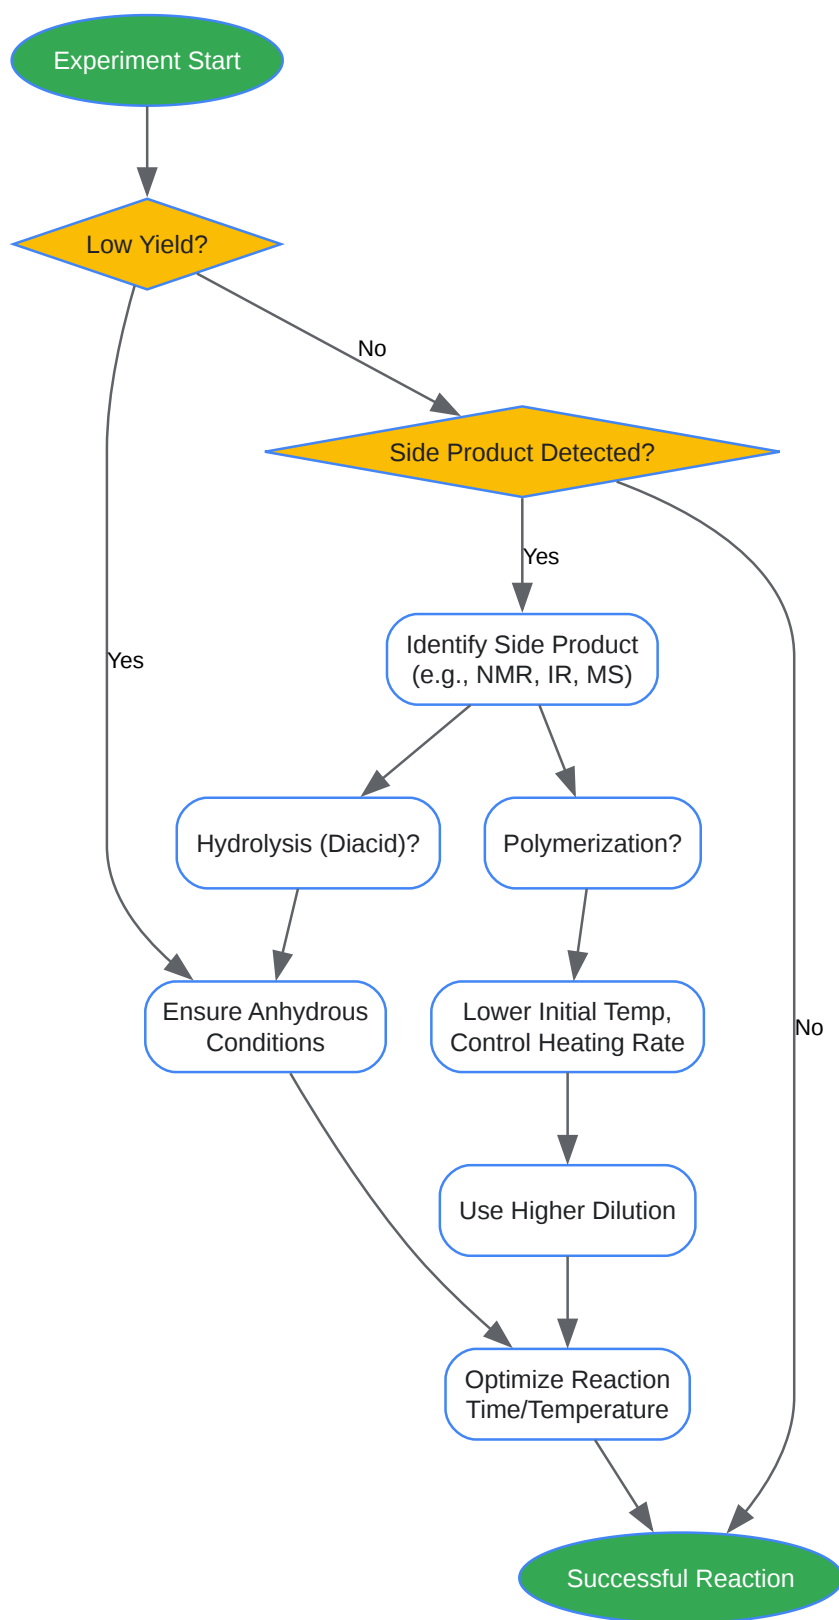 Experiment Start
Low Yield?
No
Side Product Detected?
Yes
Identify Side Product
(e.g., NMR, IR, MS)
Yes
Hydrolysis (Diacid)?
Polymerization?
Ensure Anhydrous
Conditions
Lower Initial Temp,
Control Heating Rate
No
Use Higher Dilution
Optimize Reaction
Time/Temperature
Successful Reaction